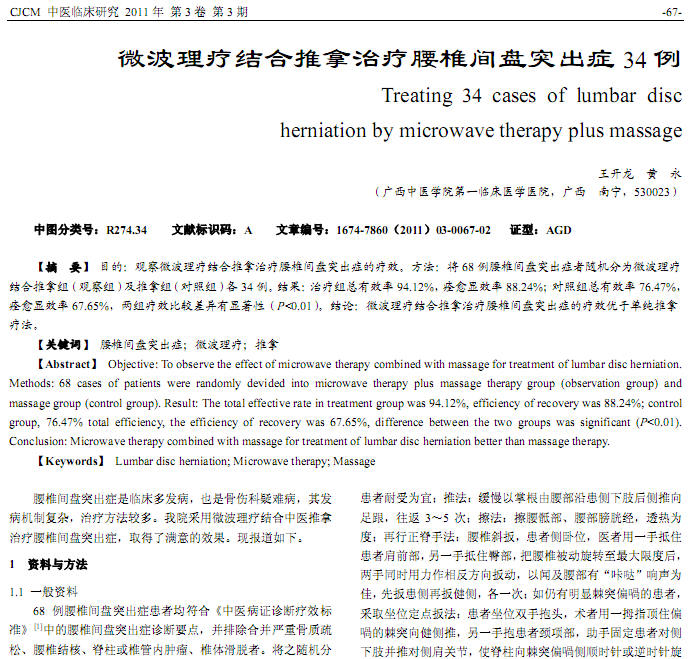 CJCM 中医临床研究 2011 年 第 3 卷 第 3 期 -67-
微波理疗结合推拿治疗腰椎间盘突出症 34 例
Treating 34 cases of lumbar disc
herniation by microwave therapy plus massage
王开龙 黄 永
（广西中医学院第一临床医学医院，广西 南宁，530023）
中图分类号：R274.34 文献标识码：A 文章编号：1674-7860（2011）03-0067-02 证型：AGD
【摘 要】 目的：观察微波理疗结合推拿治疗腰椎间盘突出症的疗效。方法：将 68 例腰椎间盘突出症者随机分为微波理疗
结合推拿组（观察组）及推拿组（对照组）各 34 例。结果：治疗组总有效率 94.12%，痊愈显效率 88.24%；对照组总有效率 76.47%，
痊愈显效率 67.65%，两组疗效比较差异有显著性（P<0.01）。结论：微波理疗结合推拿治疗腰椎间盘突出症的疗效优于单纯推拿
疗法。
【关键词】 腰椎间盘突出症；微波理疗；推拿
【Abstract】 Objective: To observe the effect of microwave therapy combined with massage for treatment of lumbar disc herniation.
Methods: 68 cases of patients were randomly devided into microwave therapy plus massage therapy group (observation group) and
massage group (control group). Result: The total effective rate in treatment group was 94.12%, efficiency of recovery was 88.24%; control
group, 76.47% total efficiency, the efficiency of recovery was 67.65%, difference between the two groups was significant (P<0.01).
Conclusion: Microwave therapy combined with massage for treatment of lumbar disc herniation better than massage therapy.
【Keywords】 Lumbar disc herniation; Microwave therapy; Massage
腰椎间盘突出症是临床多发病，也是骨伤科疑难病，其发
病机制复杂，治疗方法较多。我院采用微波理疗结合中医推拿
治疗腰椎间盘突出症，取得了满意的效果。现报道如下。
1 资料与方法
1.1 一般资料
68 例腰椎间盘突出症患者均符合《中医病证诊断疗效标
准》[1]中的腰椎间盘突出症诊断要点，并排除合并严重骨质疏
松、腰椎结核、脊柱或椎管内肿瘤、椎体滑脱者。将之随机分
患者耐受为宜；推法：缓慢以掌根由腰部沿患侧下肢后侧推向
足跟，往返 3～5 次；擦法：擦腰骶部、腰部膀胱经，透热为
度；再行正脊手法：腰椎斜扳，患者侧卧位，医者用一手抵住
患者肩前部，另一手抵住臀部，把腰椎被动旋转至最大限度后，
两手同时用力作相反方向扳动，以闻及腰部有“咔哒”响声为
佳，先扳患侧再扳健侧，各一次；如仍有明显棘突偏㖞的患者，
采取坐位定点扳法：患者坐位双手抱头，术者用一拇指顶住偏
㖞的棘突向健侧推，另一手抱患者颈项部，助手固定患者对侧
下肢并推对侧肩关节，使脊柱向棘突偏㖞侧顺时针或逆时针旋